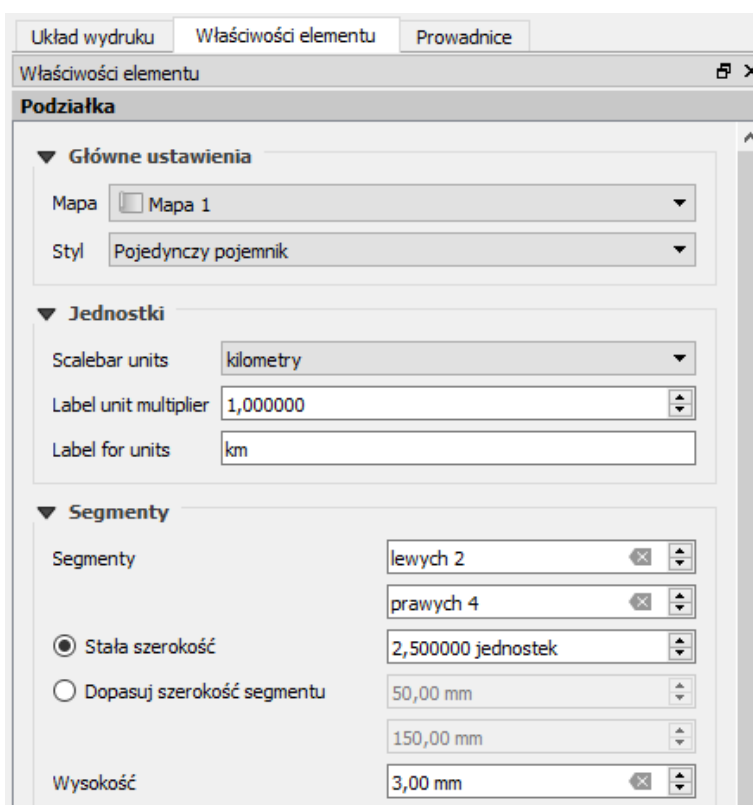 Układ wydruku Właściwości elementu Prowadnice
Właściwości elementu
Podziałka
Główne ustawienia
Mapa Mapa 1
Styl Pojedynczy pojemnik
Jednostki
Scalebar units kilometry
Label unit multiplier 1,000000
Label for units km
Segmenty
Segmenty lewych 2
prawych 4
Stała szerokość 2,500000 jednostek
Dopasuj szerokość segmentu 50,00 mm
150,00 mm
Wysokość 3,00 mm